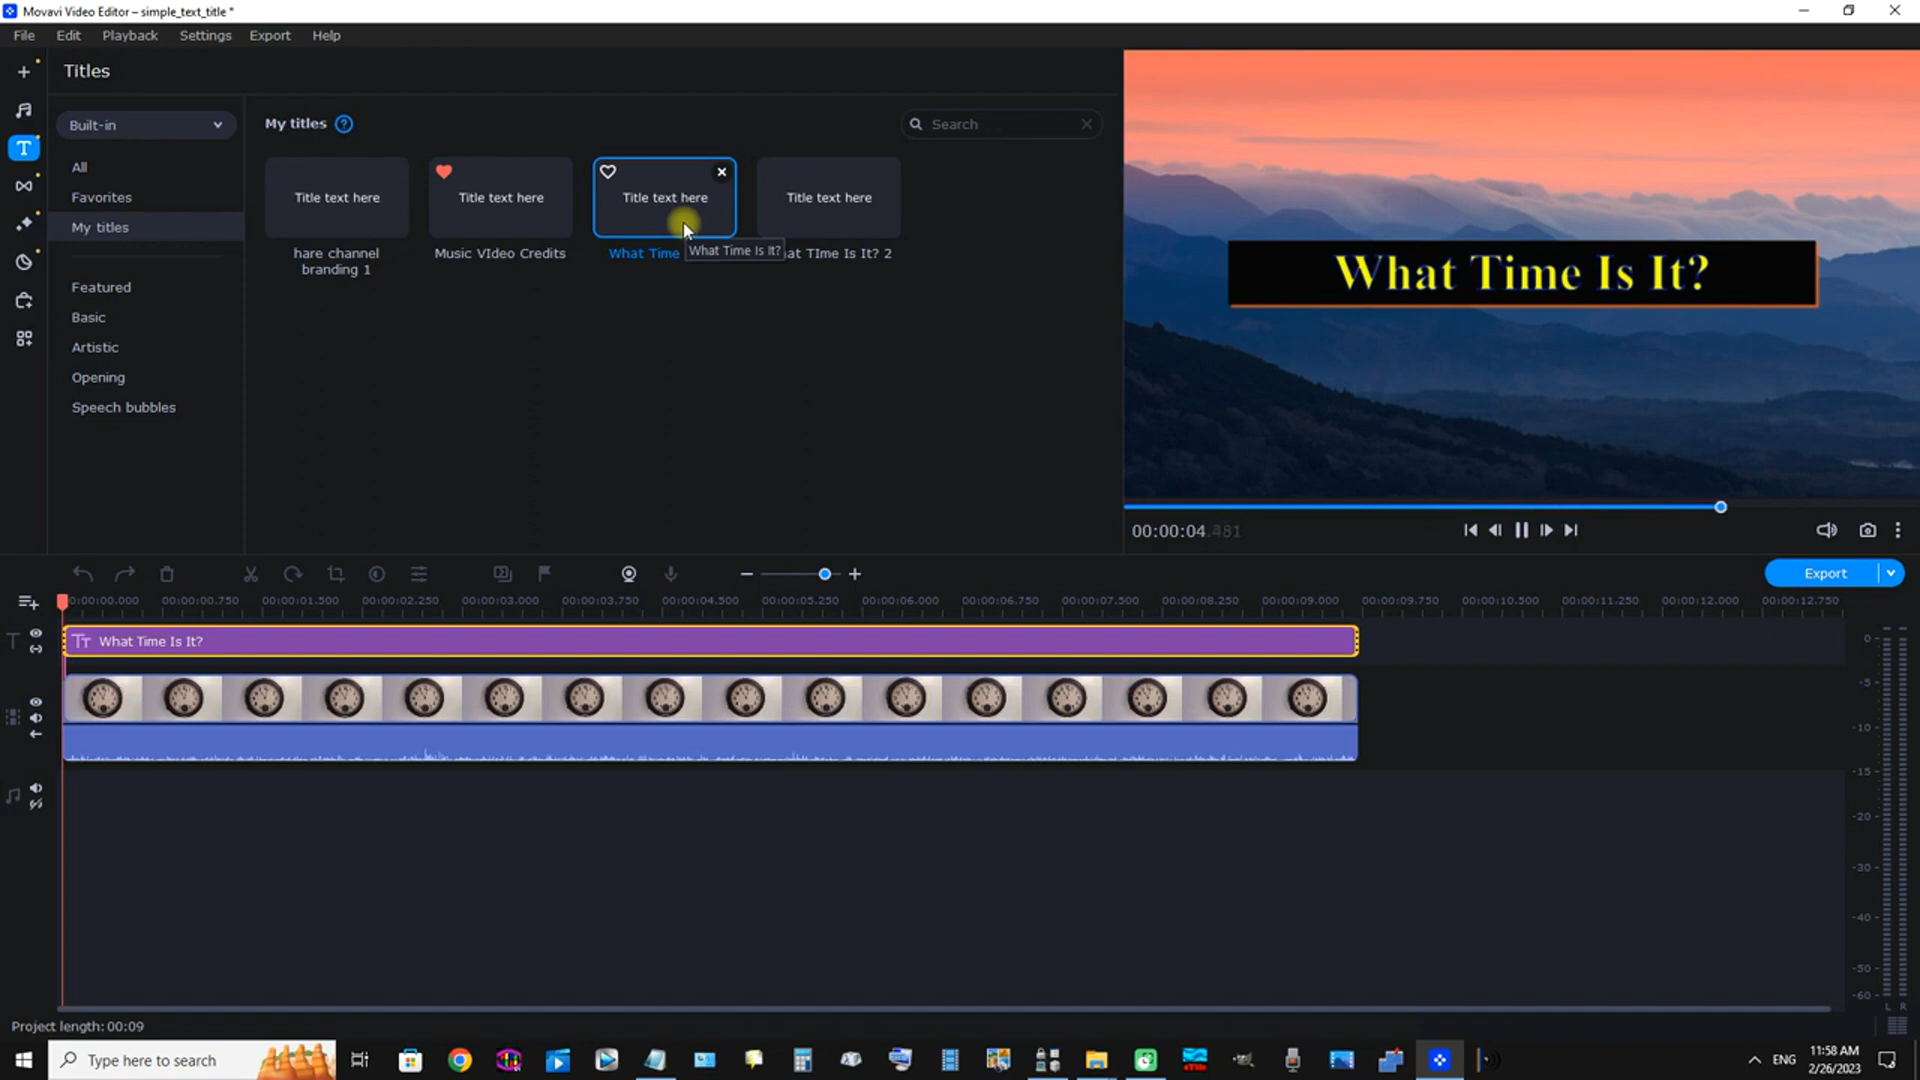 Movavi Video Editor – simple_text_title *
File Edit Playback Settings Export Help
Titles
Built-in
My titles ?
Search
All
Favorites
My titles
Featured
Basic
Artistic
Opening
Speech bubbles
Title text here
Title text here
Title text here
Title text here
hare channel
branding 1
Music VIdeo Credits
What Time
What Time Is It?
at TIme Is It? 2
What Time Is It?
00:00:04.481
Export
0:00:00.000 00:00:00.750 00:00:01.500 00:00:02.250 00:00:03.000 00:00:03.750 00:00:04.500 00:00:05.250 00:00:06.000 00:00:06.750 00:00:07.500 00:00:08.250 00:00:09.000 00:00:09.750 00:00:10.500 00:00:11.250 00:00:12.000 00:00:12.750
What Time Is It?
0
-5
-10
-15
-20
-30
-40
-50
-60
L R
Project length: 00:09
Type here to search
ENG
11:58 AM
2/26/2023